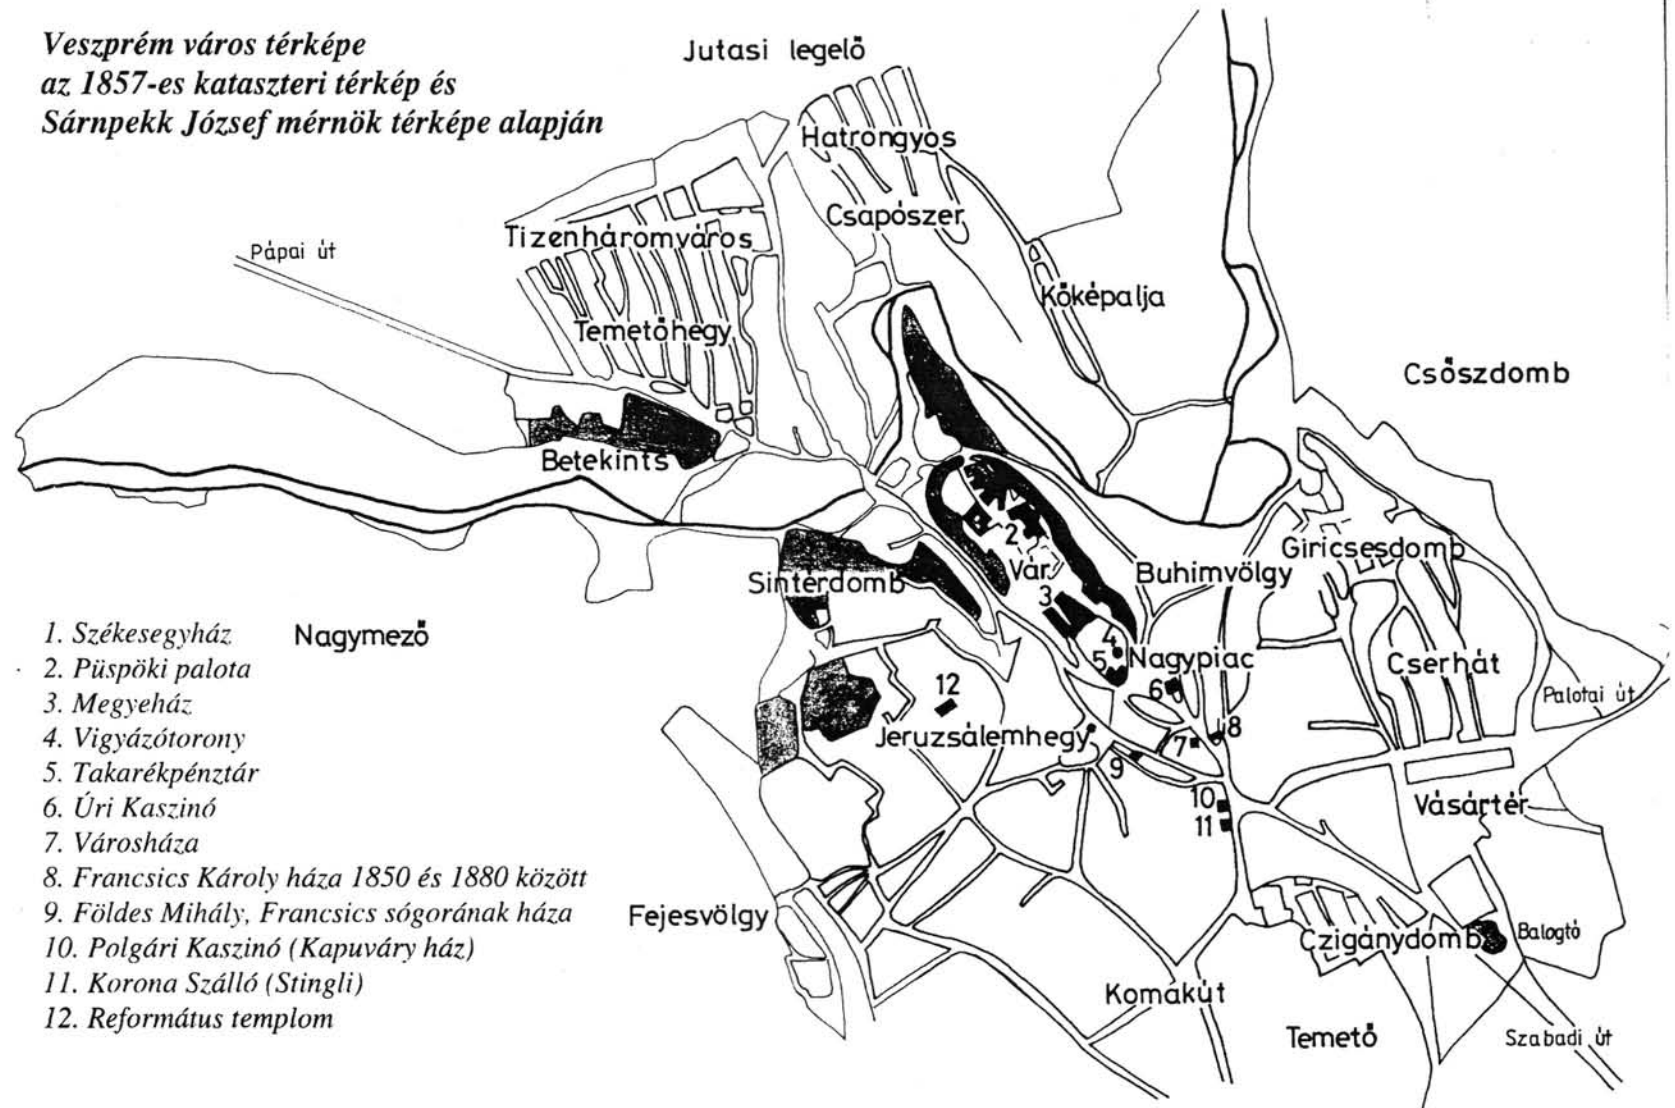 Veszprém város térképe
az 1857-es kataszteri térkép és
Sárnpekk József mérnök térképe alapján
Jutasi legelő
Hatrongyos
Csapószer
Tizenháromváros
Pápai út
Kőképalja
Temetőhegy
Csőszdomb
Betekints
2
Vár
Giricsesdomb
Buhimvölgy
Sintérdomb
3
4
5
Nagypiac
6
Cserhát
Palotai út
Nagymező
1. Székesegyház
2. Püspöki palota
3. Megyeház
4. Vigyázótorony
5. Takarékpénztár
6. Úri Kaszinó
7. Városháza
8. Francsics Károly háza 1850 és 1880 között
9. Földes Mihály, Francsics sógorának háza
10. Polgári Kaszinó (Kapuváry ház)
11. Korona Szálló (Stingli)
12. Református templom
12
Jeruzsálemhegy
7
8
9
10
11
Vásártér
Fejesvölgy
Czigánydomb
Balogtó
Komakút
Temető
Szabadi út